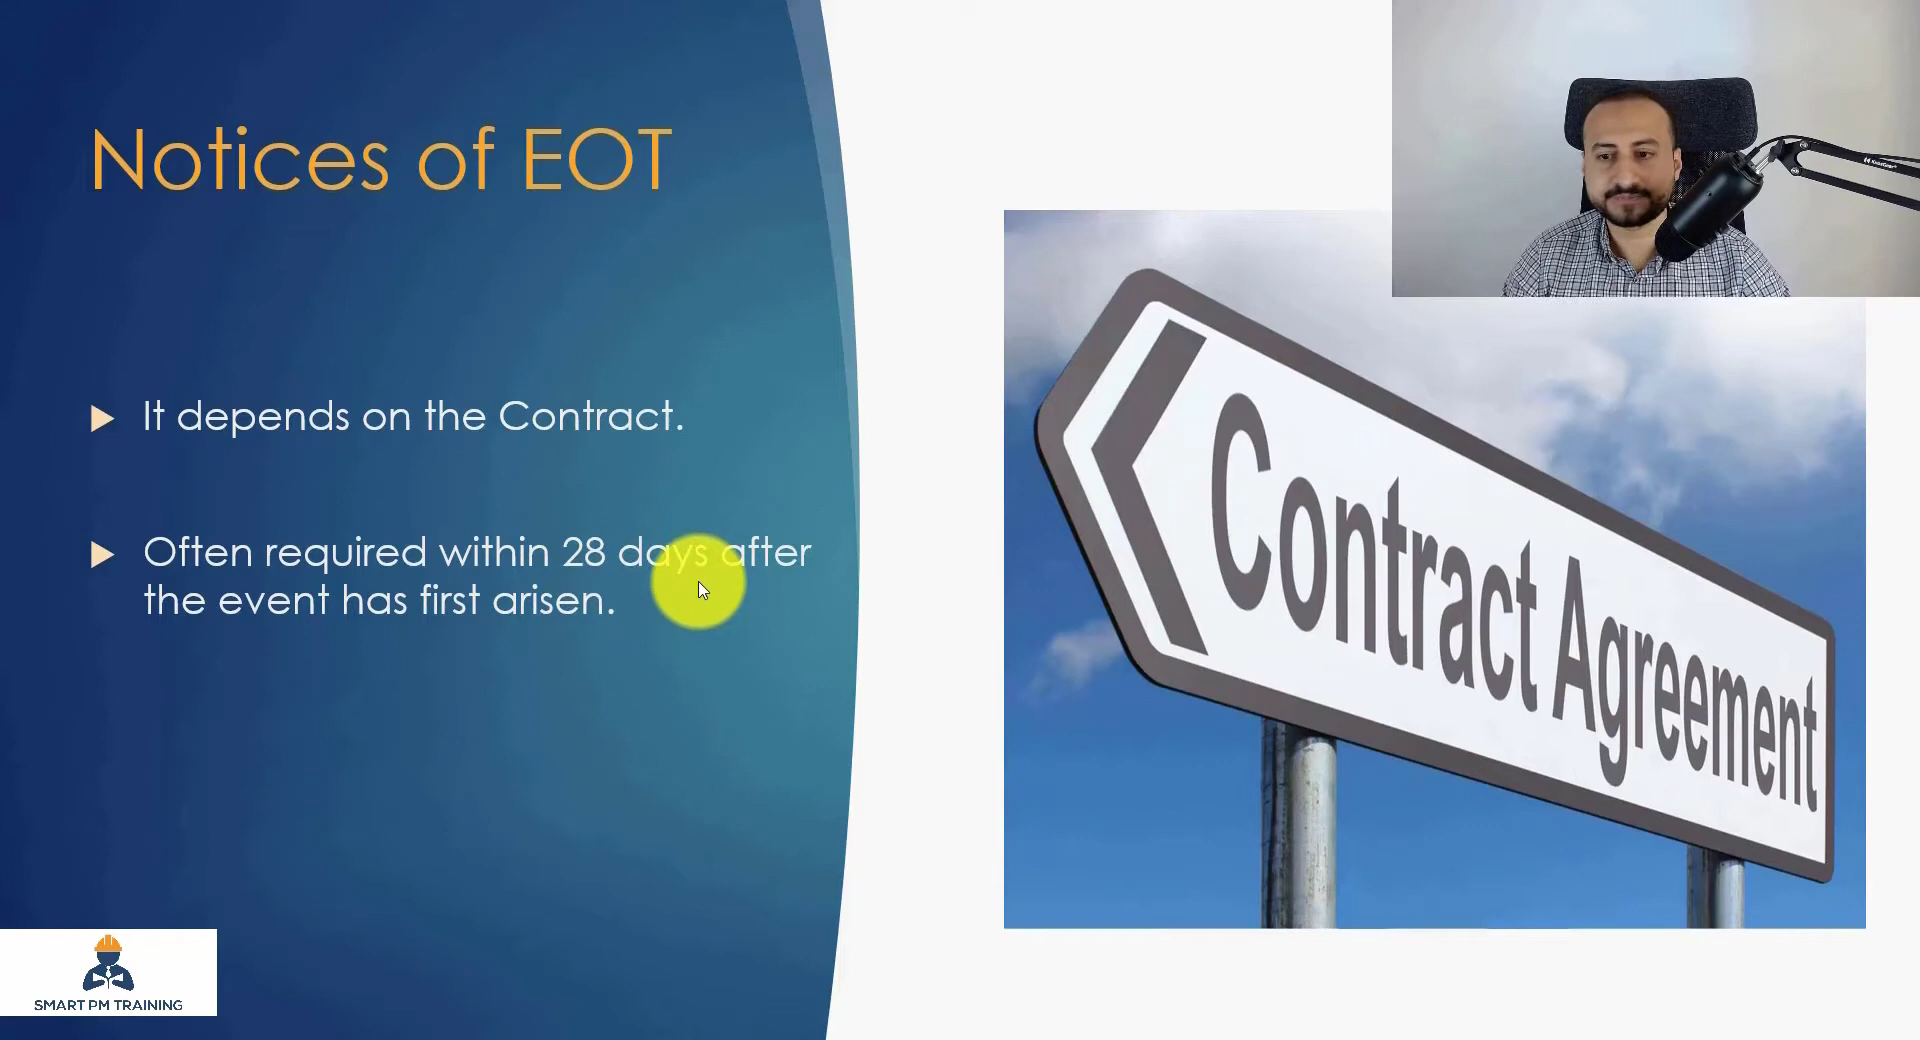 Notices of EOT
It depends on the Contract.
Often required within 28 days after
the event has first arisen.
Contract Agreement
SMART PM TRAINING